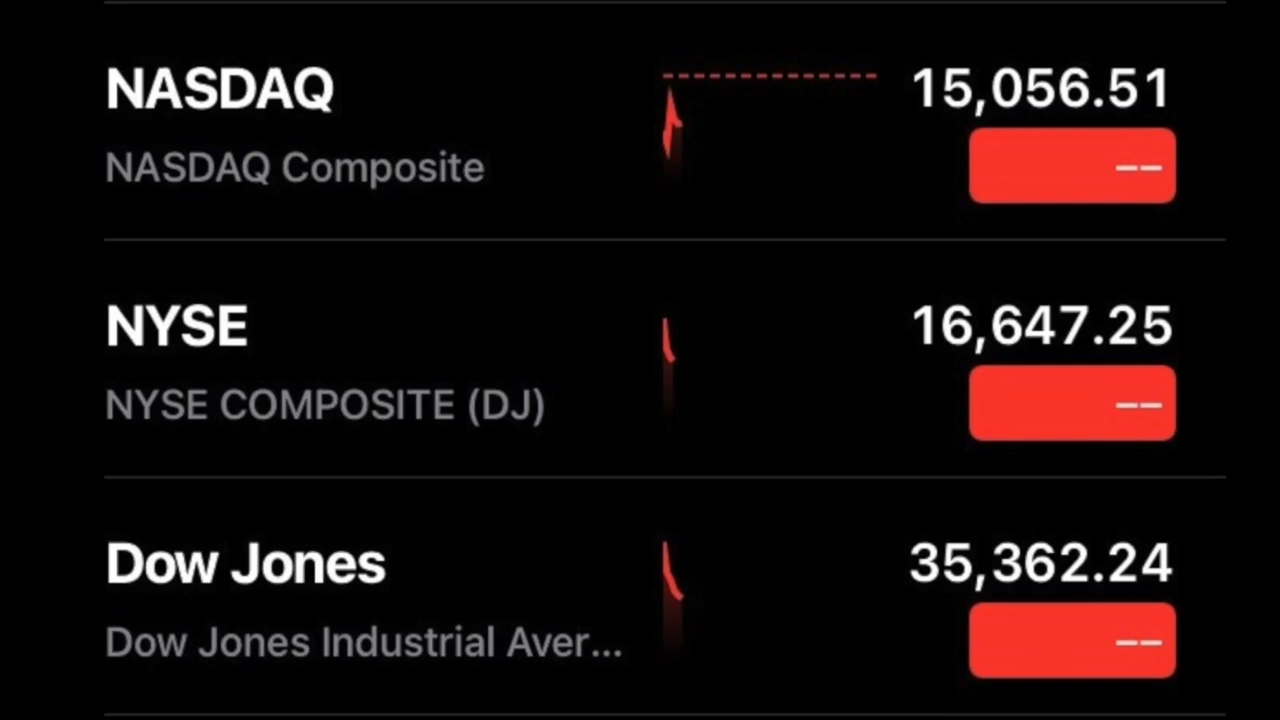 NASDAQ
15,056.51
NASDAQ Composite
--
NYSE
16,647.25
NYSE COMPOSITE (DJ)
--
Dow Jones
35,362.24
Dow Jones Industrial Aver...
--